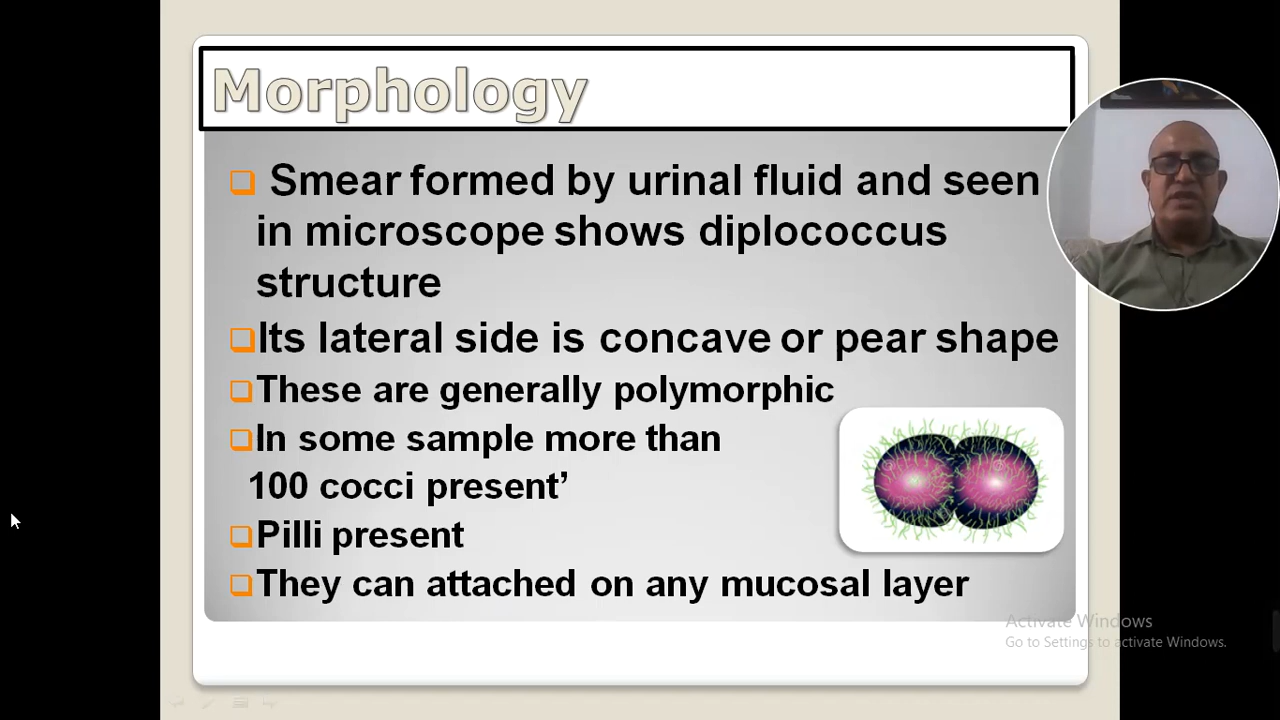 Morphology
Smear formed by urinal fluid and seen
in microscope shows diplococcus
structure
Its lateral side is concave or pear shape
These are generally polymorphic
In some sample more than
100 cocci present’
Pilli present
They can attached on any mucosal layer
Activate Windows
Go to Settings to activate Windows.